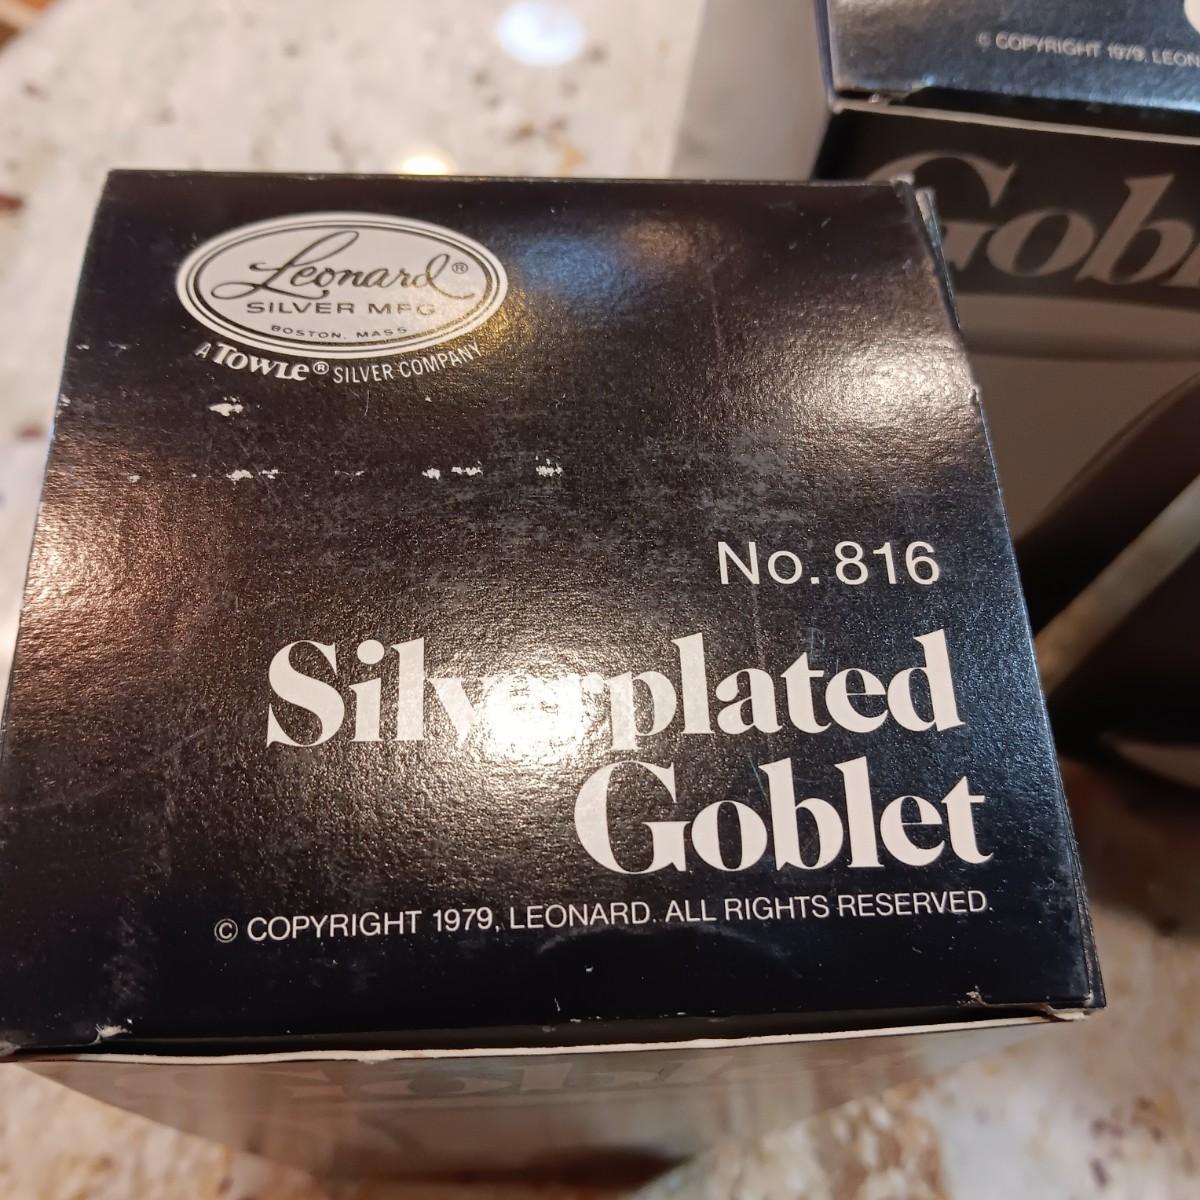 Leonard®
SILVER MFG
BOSTON, MASS.
A TOWLE® SILVER COMPANY
No. 816
Silverplated
Goblet
© COPYRIGHT 1979, LEONARD. ALL RIGHTS RESERVED.
© COPYRIGHT 1979, LEON
Gobl